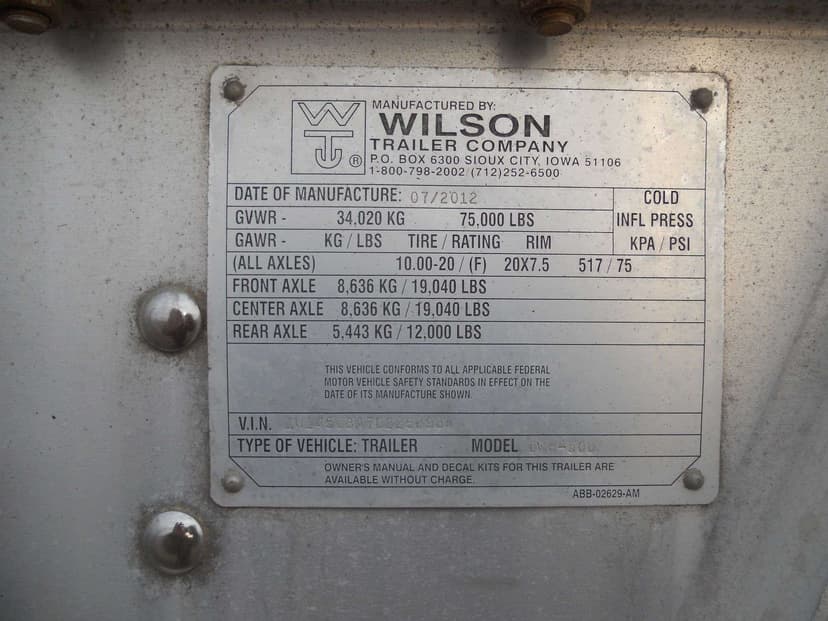 MANUFACTURED BY:
WILSON
TRAILER COMPANY
P.O. BOX 6300 SIOUX CITY, IOWA 51106
1-800-798-2002 (712)252-6500
WT ®
DATE OF MANUFACTURE: 07/2012 COLD
GVWR - 34,020 KG 75,000 LBS INFL PRESS
GAWR - KG / LBS TIRE / RATING RIM KPA / PSI
(ALL AXLES) 10.00-20 / (F) 20X7.5 517 / 75
FRONT AXLE 8,636 KG / 19,040 LBS
CENTER AXLE 8,636 KG / 19,040 LBS
REAR AXLE 5,443 KG / 12,000 LBS
THIS VEHICLE CONFORMS TO ALL APPLICABLE FEDERAL
MOTOR VEHICLE SAFETY STANDARDS IN EFFECT ON THE
DATE OF ITS MANUFACTURE SHOWN.
V.I.N.
TYPE OF VEHICLE: TRAILER MODEL
OWNER'S MANUAL AND DECAL KITS FOR THIS TRAILER ARE
AVAILABLE WITHOUT CHARGE.
ABB-02629-AM